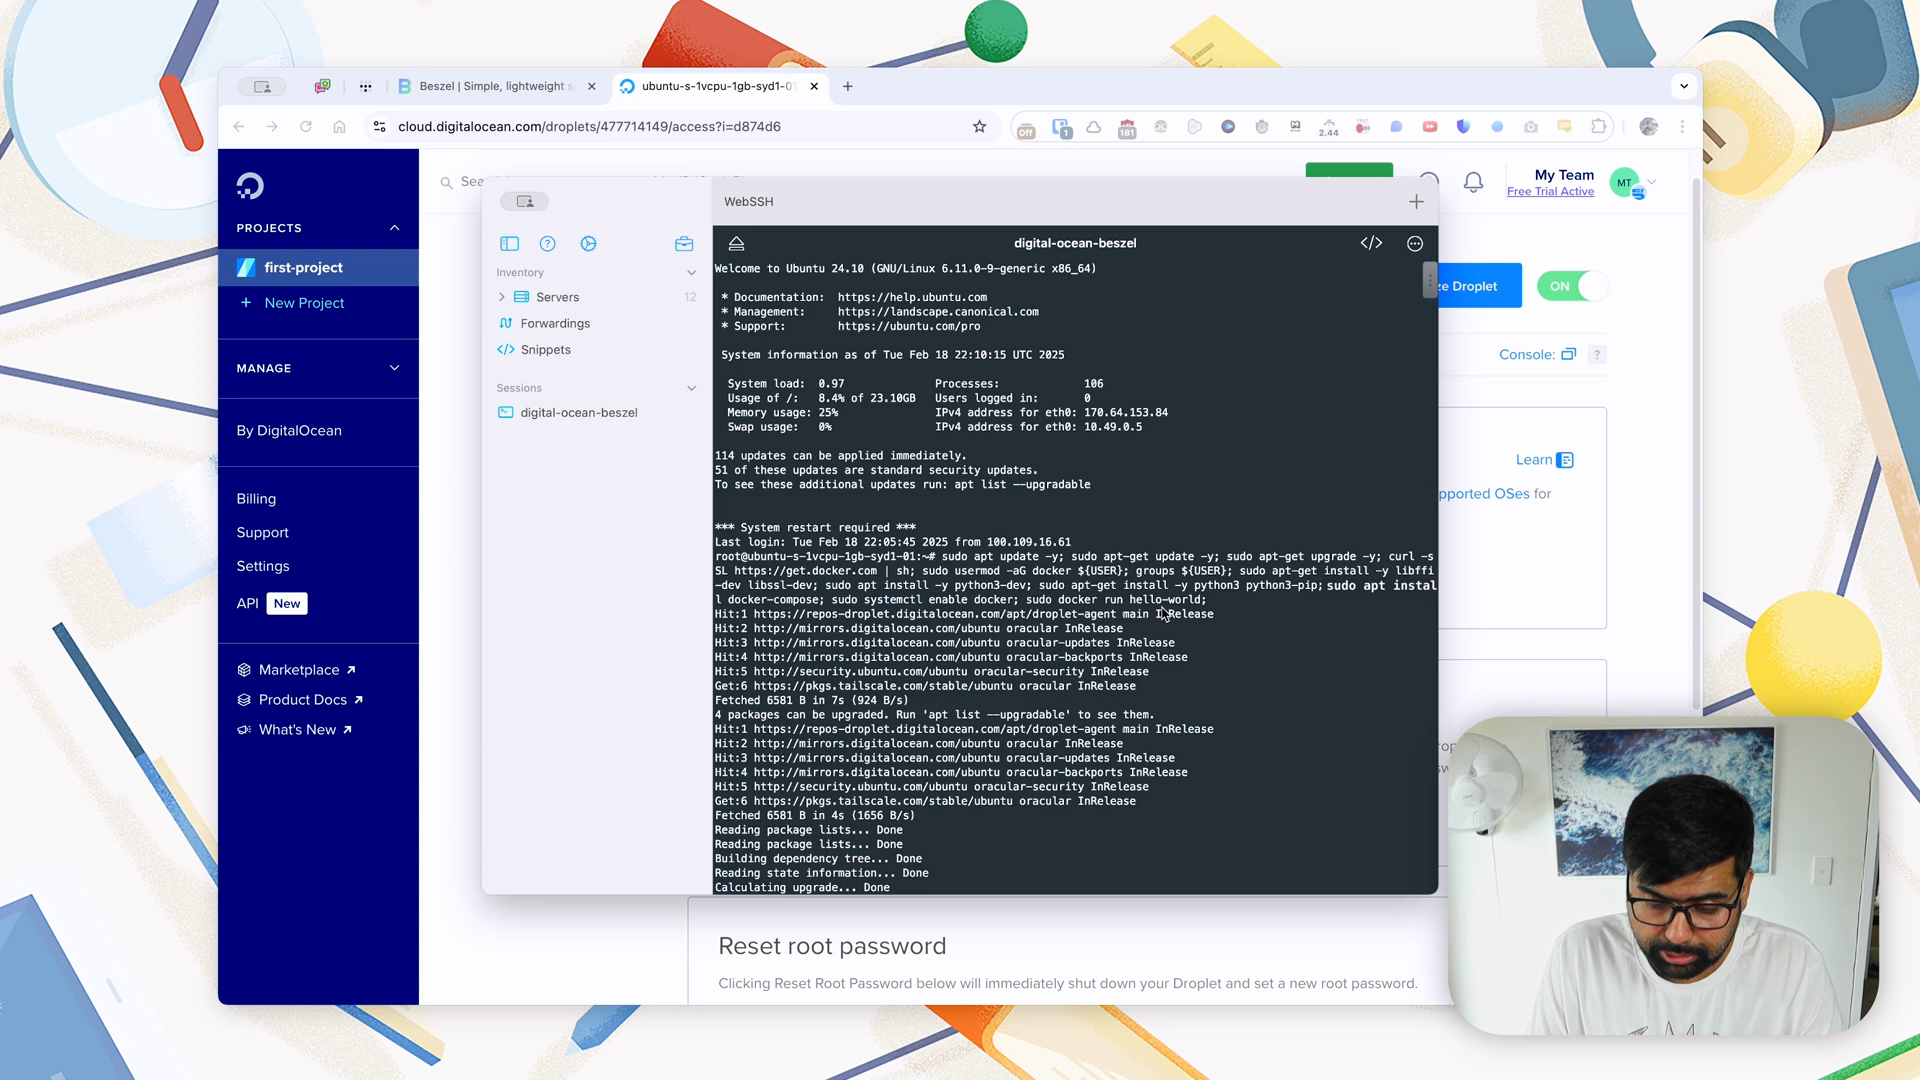 Beszel | Simple, lightweight s
ubuntu-s-1vcpu-1gb-syd1-01
cloud.digitalocean.com/droplets/477714149/access?i=d874d6
Off
1
181
2.44
PROJECTS
first-project
+ New Project
MANAGE
By DigitalOcean
Billing
Support
Settings
API New
Marketplace
Product Docs
What's New
Sea
My Team
Free Trial Active
MT
ze Droplet
ON
Console:
?
Learn
pported OSes for
WebSSH
Inventory
Servers 12
Forwardings
Snippets
Sessions
digital-ocean-beszel
digital-ocean-beszel
Welcome to Ubuntu 24.10 (GNU/Linux 6.11.0-9-generic x86_64)
* Documentation: https://help.ubuntu.com
* Management: https://landscape.canonical.com
* Support: https://ubuntu.com/pro
System information as of Tue Feb 18 22:10:15 UTC 2025
System load: 0.97 Processes: 106
Usage of /: 8.4% of 23.10GB Users logged in: 0
Memory usage: 25% IPv4 address for eth0: 170.64.153.84
Swap usage: 0% IPv4 address for eth0: 10.49.0.5
114 updates can be applied immediately.
51 of these updates are standard security updates.
To see these additional updates run: apt list --upgradable
*** System restart required ***
Last login: Tue Feb 18 22:05:45 2025 from 100.109.16.61
root@ubuntu-s-1vcpu-1gb-syd1-01:~# sudo apt update -y; sudo apt-get update -y; sudo apt-get upgrade -y; curl -s
SL https://get.docker.com | sh; sudo usermod -aG docker ${USER}; groups ${USER}; sudo apt-get install -y libffi
-dev libssl-dev; sudo apt install -y python3-dev; sudo apt-get install -y python3 python3-pip; sudo apt instal
l docker-compose; sudo systemctl enable docker; sudo docker run hello-world;
Hit:1 https://repos-droplet.digitalocean.com/apt/droplet-agent main InRelease
Hit:2 http://mirrors.digitalocean.com/ubuntu oracular InRelease
Hit:3 http://mirrors.digitalocean.com/ubuntu oracular-updates InRelease
Hit:4 http://mirrors.digitalocean.com/ubuntu oracular-backports InRelease
Hit:5 http://security.ubuntu.com/ubuntu oracular-security InRelease
Get:6 https://pkgs.tailscale.com/stable/ubuntu oracular InRelease
Fetched 6581 B in 7s (924 B/s)
4 packages can be upgraded. Run 'apt list --upgradable' to see them.
Hit:1 https://repos-droplet.digitalocean.com/apt/droplet-agent main InRelease
Hit:2 http://mirrors.digitalocean.com/ubuntu oracular InRelease
Hit:3 http://mirrors.digitalocean.com/ubuntu oracular-updates InRelease
Hit:4 http://mirrors.digitalocean.com/ubuntu oracular-backports InRelease
Hit:5 http://security.ubuntu.com/ubuntu oracular-security InRelease
Get:6 https://pkgs.tailscale.com/stable/ubuntu oracular InRelease
Fetched 6581 B in 4s (1656 B/s)
Reading package lists... Done
Reading package lists... Done
Building dependency tree... Done
Reading state information... Done
Calculating upgrade... Done
Reset root password
Clicking Reset Root Password below will immediately shut down your Droplet and set a new root password.